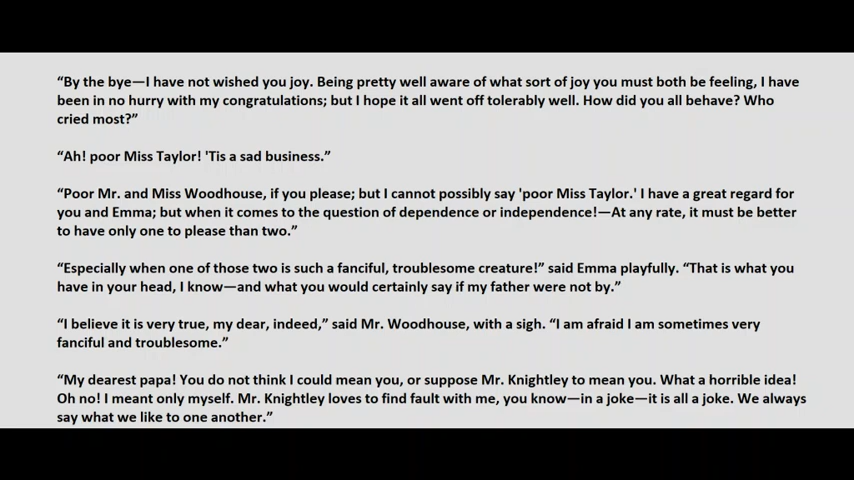 “By the bye—I have not wished you joy. Being pretty well aware of what sort of joy you must both be feeling, I have
been in no hurry with my congratulations; but I hope it all went off tolerably well. How did you all behave? Who
cried most?”
“Ah! poor Miss Taylor! 'Tis a sad business.”
“Poor Mr. and Miss Woodhouse, if you please; but I cannot possibly say 'poor Miss Taylor.' I have a great regard for
you and Emma; but when it comes to the question of dependence or independence!—At any rate, it must be better
to have only one to please than two.”
“Especially when one of those two is such a fanciful, troublesome creature!” said Emma playfully. “That is what you
have in your head, I know—and what you would certainly say if my father were not by.”
“I believe it is very true, my dear, indeed,” said Mr. Woodhouse, with a sigh. “I am afraid I am sometimes very
fanciful and troublesome.”
“My dearest papa! You do not think I could mean you, or suppose Mr. Knightley to mean you. What a horrible idea!
Oh no! I meant only myself. Mr. Knightley loves to find fault with me, you know—in a joke—it is all a joke. We always
say what we like to one another.”